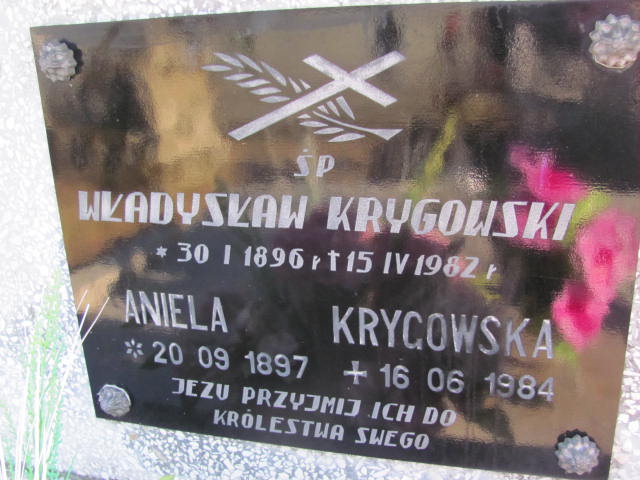 ŚP
WŁADYSŁAW KRYGOWSKI
* 30 I 1896 r † 15 IV 1982 r
ANIELA KRYGOWSKA
* 20 09 1897 + 16 06 1984
JEZU PRZYJMIJ ICH DO
KRÓLESTWA SWEGO